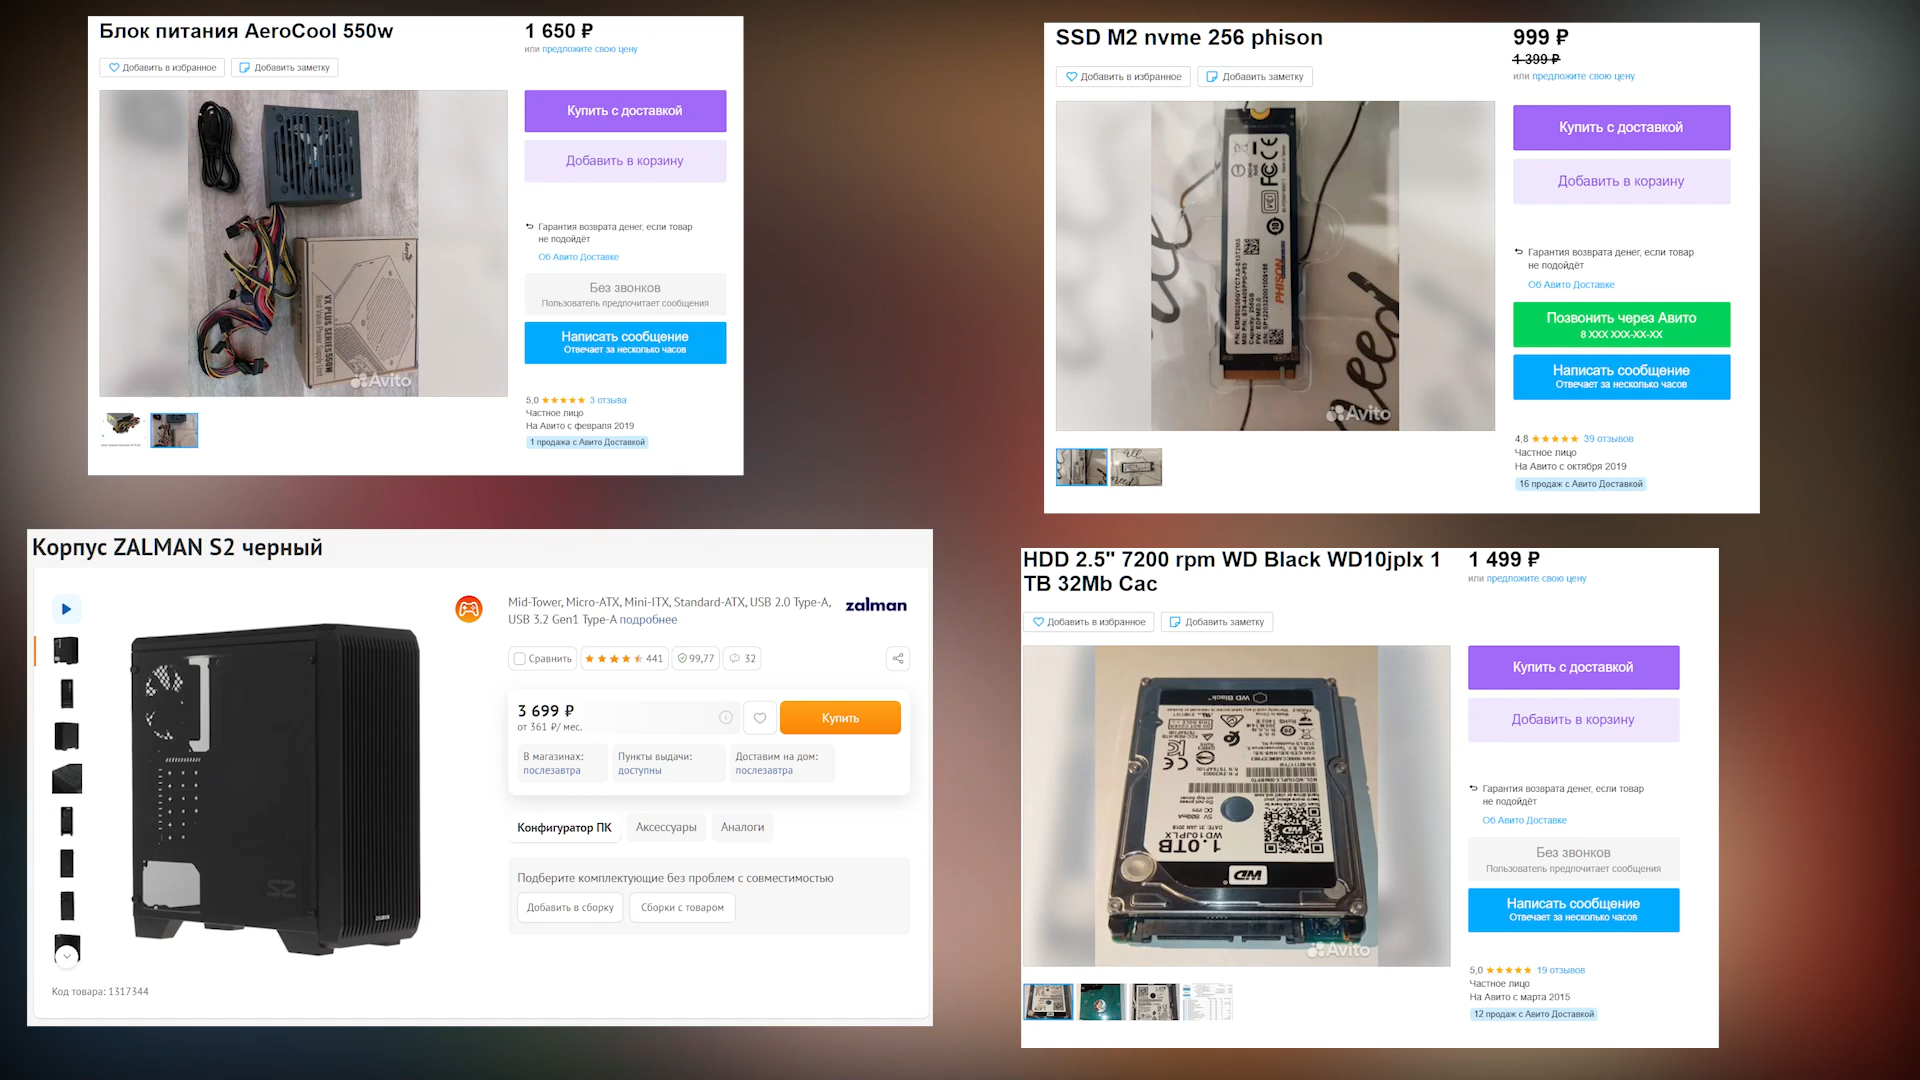 Блок питания AeroCool 550w
1 650 ₽
или предложите свою цену
Добавить в избранное
Добавить заметку
Купить с доставкой
Добавить в корзину
Гарантия возврата денег, если товар
не подойдёт
Об Авито Доставке
Без звонков
Пользователь предпочитает сообщения
Написать сообщение
Отвечает за несколько часов
VX PLUS SERIES 550W
Avito
5,0 3 отзыва
Частное лицо
На Авито с февраля 2019
1 продажа с Авито Доставкой
SSD M2 nvme 256 phison
999 ₽
1 399 ₽
или предложите свою цену
Добавить в избранное
Добавить заметку
Купить с доставкой
Добавить в корзину
Гарантия возврата денег, если товар
не подойдёт
Об Авито Доставке
Позвонить через Авито
8 XXX XXX-XX-XX
Написать сообщение
Отвечает за несколько часов
PHISON
need
Avito
4,8 39 отзывов
Частное лицо
На Авито с октября 2019
16 продаж с Авито Доставкой
Корпус ZALMAN S2 черный
Mid-Tower, Micro-ATX, Mini-ITX, Standard-ATX, USB 2.0 Type-A,
USB 3.2 Gen1 Type-A подробнее
zalman
Сравнить
441
99,77
32
3 699 ₽
от 361 ₽/ мес.
Купить
В магазинах:
послезавтра
Пункты выдачи:
доступны
Доставим на дом:
послезавтра
Конфигуратор ПК
Аксессуары
Аналоги
Подберите комплектующие без проблем с совместимостью
Добавить в сборку
Сборки с товаром
S2
ZALMAN
Код товара: 1317344
HDD 2.5" 7200 rpm WD Black WD10jplx 1
TB 32Mb Cac
1 499 ₽
или предложите свою цену
Добавить в избранное
Добавить заметку
Купить с доставкой
Добавить в корзину
Гарантия возврата денег, если товар
не подойдёт
Об Авито Доставке
Без звонков
Пользователь предпочитает сообщения
Написать сообщение
Отвечает за несколько часов
WD Black
WD10JPLX
1.0TB
WD
Avito
5,0 19 отзывов
Частное лицо
На Авито с марта 2015
12 продаж с Авито Доставкой